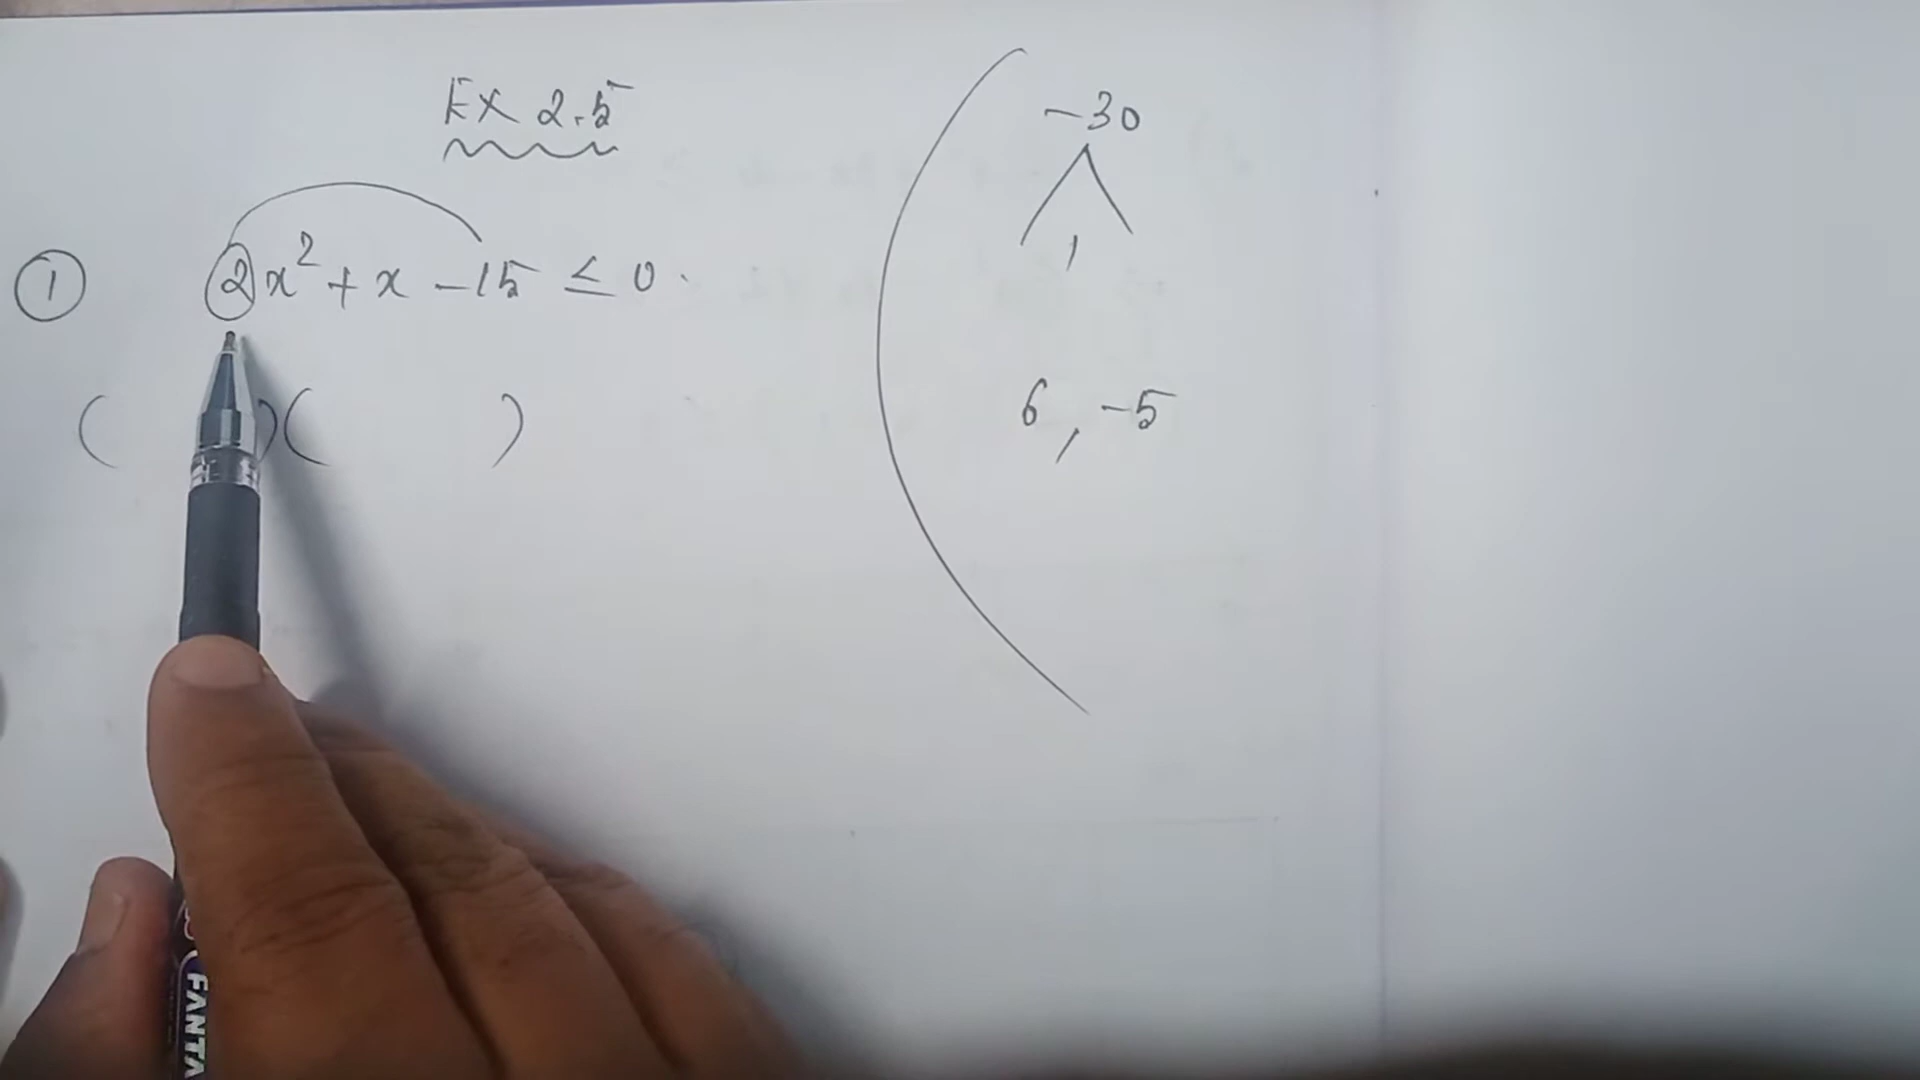 Ex 2.5
① 2x² + x - 15 ≤ 0
( )( )
-30
1
6, -5
FANTA